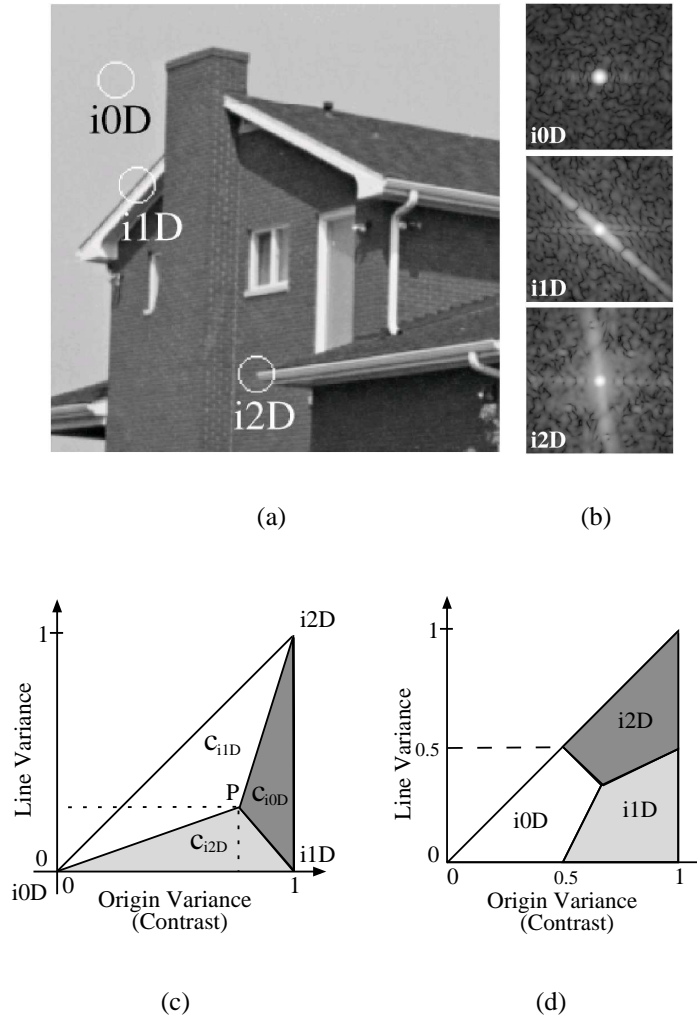 i0D
i1D
i2D
i0D
i1D
i2D
(a)
(b)
1
i2D
Line Variance
C_i1D
P
C_i0D
C_i2D
0
i1D
i0D
0
1
Origin Variance
(Contrast)
(c)
1
Line Variance
0.5
i2D
i0D
i1D
0
0
0.5
1
Origin Variance
(Contrast)
(d)